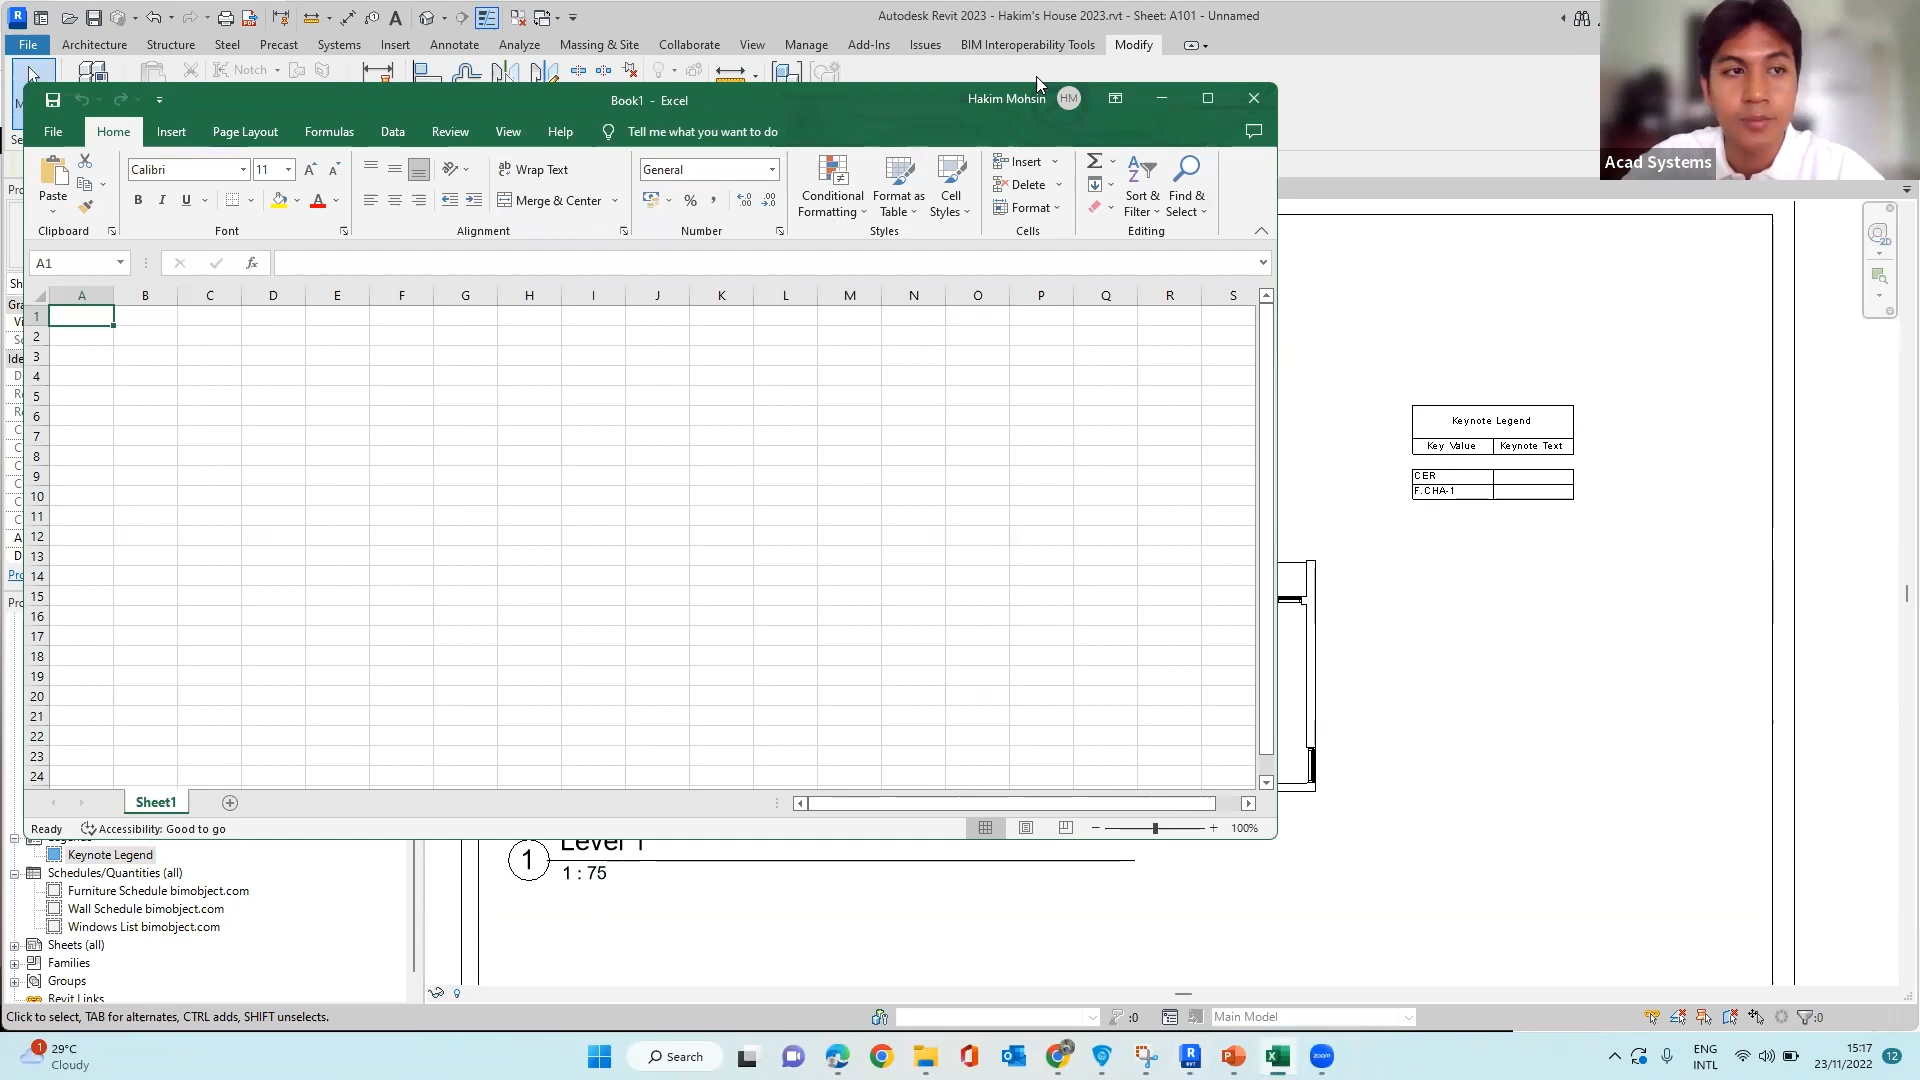 Autodesk Revit 2023 - Hakim's House 2023.rvt - Sheet: A101 - Unnamed
File Architecture Structure Steel Precast Systems Insert Annotate Analyze Massing & Site Collaborate View Manage Add-Ins Issues BIM Interoperability Tools Modify
Notch
Book1 - Excel
Hakim Mohsin HM
File Home Insert Page Layout Formulas Data Review View Help Tell me what you want to do
Acad Systems
Paste
Calibri 11
Wrap Text
Merge & Center
General
Conditional Formatting
Format as Table
Cell Styles
Insert
Delete
Format
Sort & Filter
Find & Select
Clipboard Font Alignment Number Styles Cells Editing
A1 fx
A B C D E F G H I J K L M N O P Q R S
1
2
3
4
5
6
7
8
9
10
11
12
13
14
15
16
17
18
19
20
21
22
23
24
Keynote Legend
Key Value Keynote Text
CER
F.CHA-1
Sheet1
Ready Accessibility: Good to go 100%
Level 1
1
1 : 75
Keynote Legend
Schedules/Quantities (all)
Furniture Schedule bimobject.com
Wall Schedule bimobject.com
Windows List bimobject.com
Sheets (all)
Families
Groups
Revit Links
Click to select, TAB for alternates, CTRL adds, SHIFT unselects.
:0
Main Model
:0
1
29°C
Cloudy
Search
ENG
INTL
15:17
23/11/2022
12